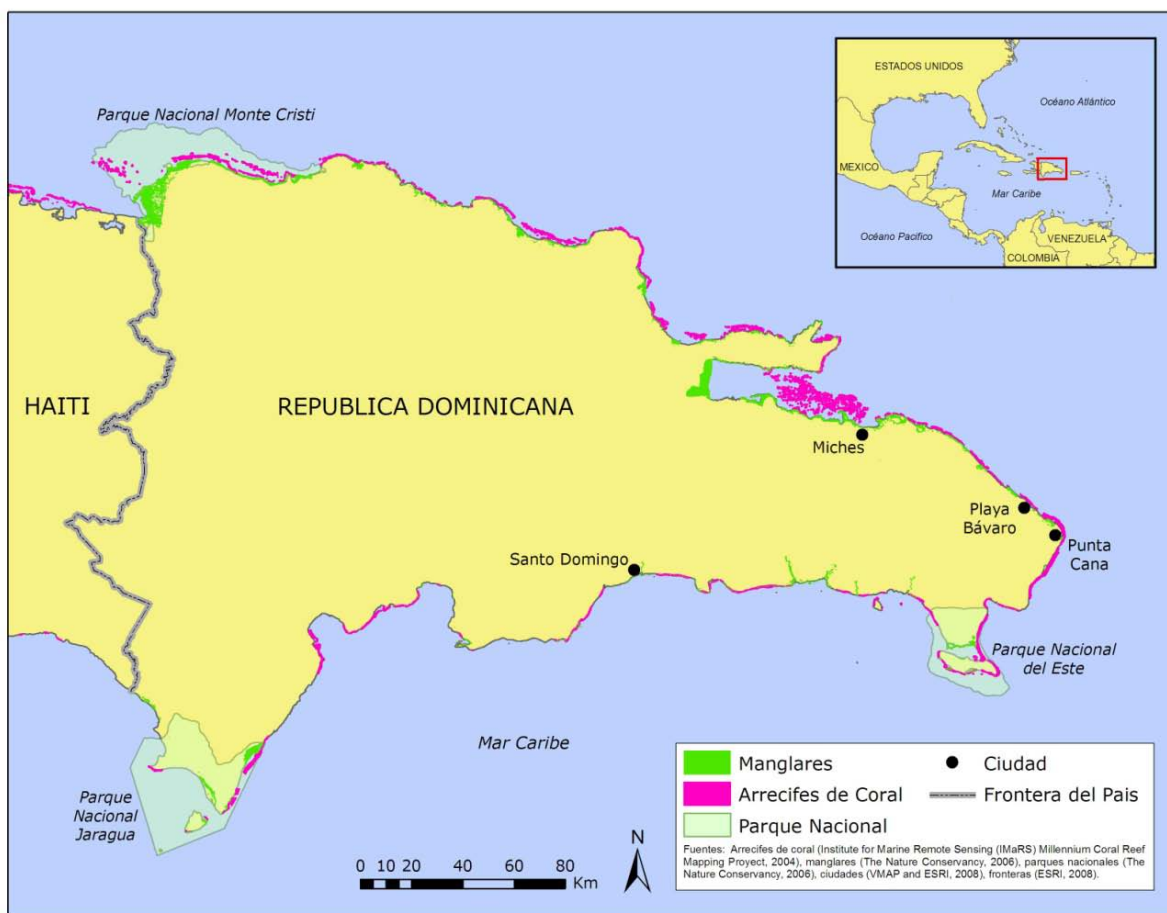 Parque Nacional Monte Cristi
ESTADOS UNIDOS
Océano Atlántico
MEXICO
Mar Caribe
Océano Pacífico
VENEZUELA
COLOMBIA
HAITI
REPUBLICA DOMINICANA
Miches
Playa
Bávaro
Punta
Cana
Santo Domingo
Parque Nacional
del Este
Mar Caribe
Parque
Nacional
Jaragua
N
0 10 20 40 60 80
Km
Manglares
Ciudad
Arrecifes de Coral
Frontera del Pais
Parque Nacional
Fuentes: Arrecifes de coral (Institute for Marine Remote Sensing (IMaRS) Millennium Coral Reef
Mapping Proyect, 2004), manglares (The Nature Conservancy, 2006), parques nacionales (The
Nature Conservancy, 2006), ciudades (VMAP and ESRI, 2008), fronteras (ESRI, 2008).